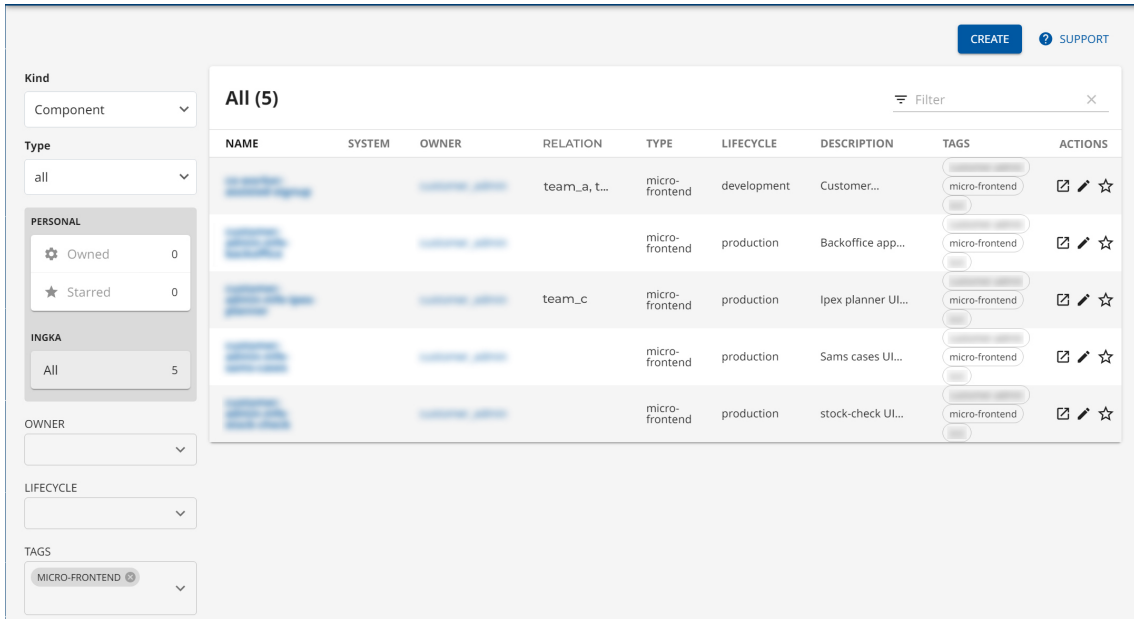 CREATE
SUPPORT
Kind
Component
Type
all
PERSONAL
Owned 0
Starred 0
INGKA
All 5
OWNER
LIFECYCLE
TAGS
MICRO-FRONTEND
All (5)
Filter
NAME SYSTEM OWNER RELATION TYPE LIFECYCLE DESCRIPTION TAGS ACTIONS
team_a, t... micro-frontend development Customer... micro-frontend
micro-frontend production Backoffice app... micro-frontend
team_c micro-frontend production Ipex planner UI... micro-frontend
micro-frontend production Sams cases UI... micro-frontend
micro-frontend production stock-check UI... micro-frontend